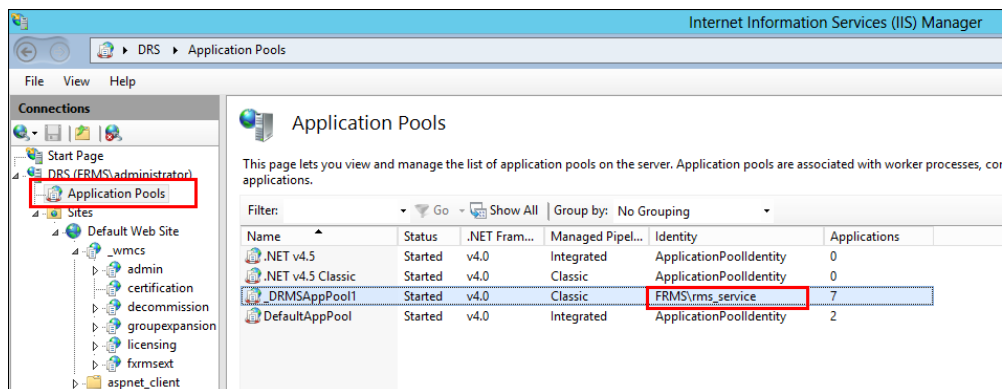 Internet Information Services (IIS) Manager
DRS Application Pools
File View Help
Connections
Start Page
DRS (FRMS\administrator)
Application Pools
Sites
Default Web Site
_wmcs
admin
certification
decommission
groupexpansion
licensing
fxrmsext
aspnet_client
Application Pools
This page lets you view and manage the list of application pools on the server. Application pools are associated with worker processes, con
applications.
Filter: Go Show All Group by: No Grouping
Name Status .NET Fram... Managed Pipel... Identity Applications
.NET v4.5 Started v4.0 Integrated ApplicationPoolIdentity 0
.NET v4.5 Classic Started v4.0 Classic ApplicationPoolIdentity 0
_DRMSAppPool1 Started v4.0 Classic FRMS\rms_service 7
DefaultAppPool Started v4.0 Integrated ApplicationPoolIdentity 2